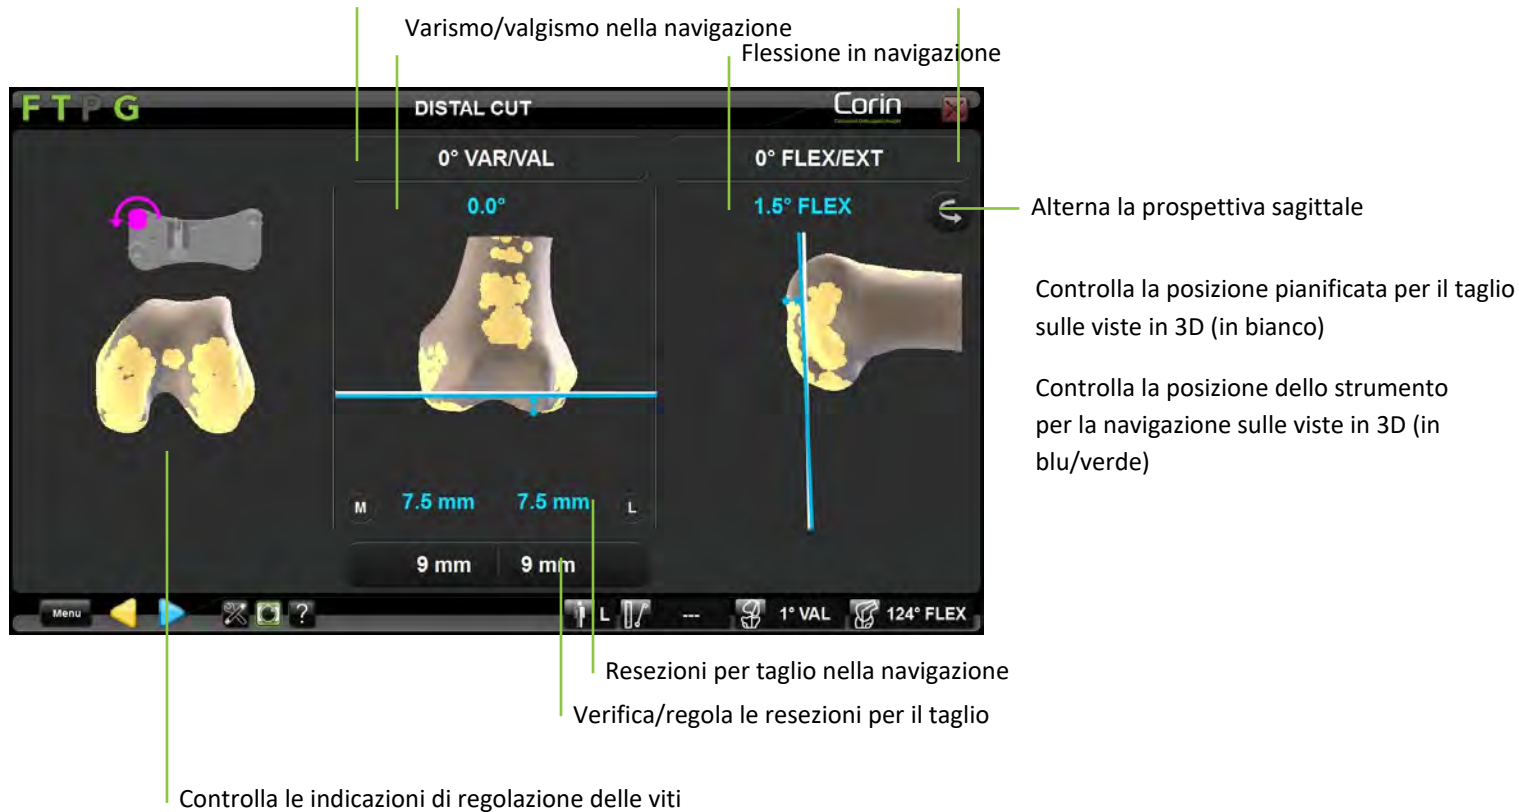 Varismo/valgismo nella navigazione
Flessione in navigazione
F T P G
DISTAL CUT
Corin
0° VAR/VAL
0° FLEX/EXT
0.0°
1.5° FLEX
Alterna la prospettiva sagittale
Controlla la posizione pianificata per il taglio
sulle viste in 3D (in bianco)
Controlla la posizione dello strumento
per la navigazione sulle viste in 3D (in
blu/verde)
M 7.5 mm 7.5 mm L
9 mm 9 mm
Menu ? L --- 1° VAL 124° FLEX
Resezioni per taglio nella navigazione
Verifica/regola le resezioni per il taglio
Controlla le indicazioni di regolazione delle viti